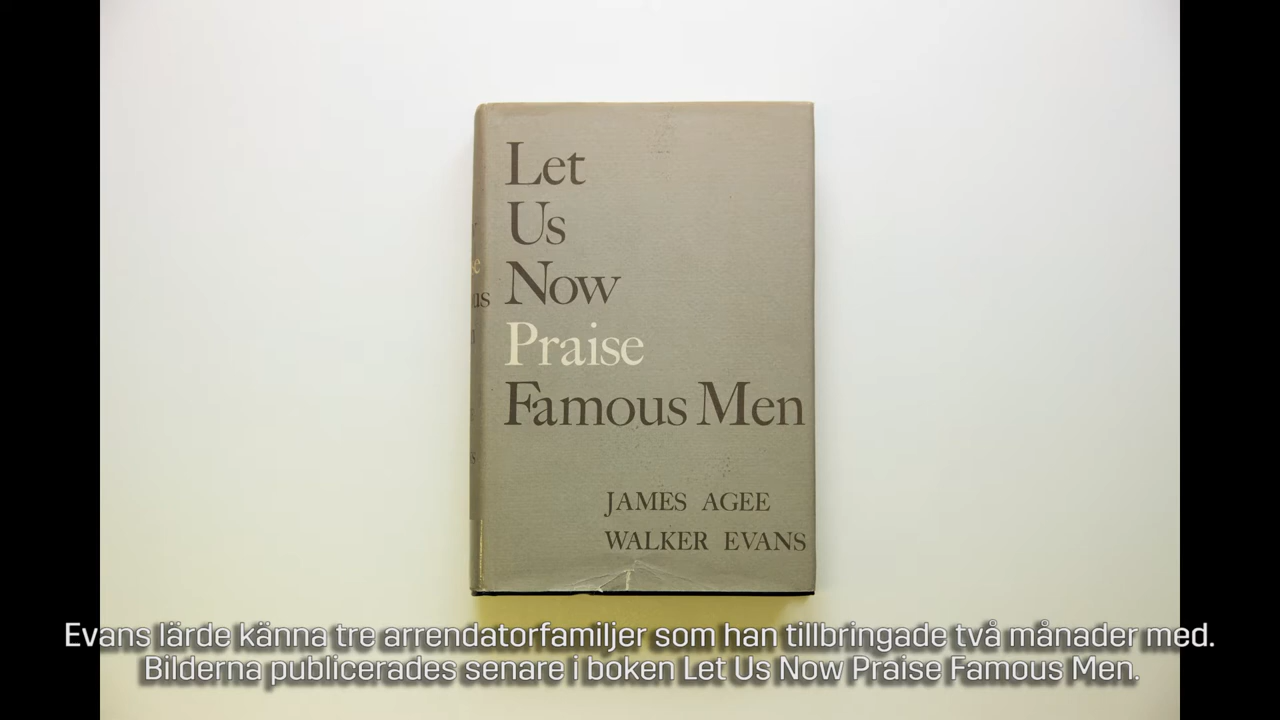 Let
Us
Now
Praise
Famous Men
JAMES AGEE
WALKER EVANS
Evans lärde känna tre arrendatorfamiljer som han tillbringade två månader med.
Bilderna publicerades senare i boken Let Us Now Praise Famous Men.